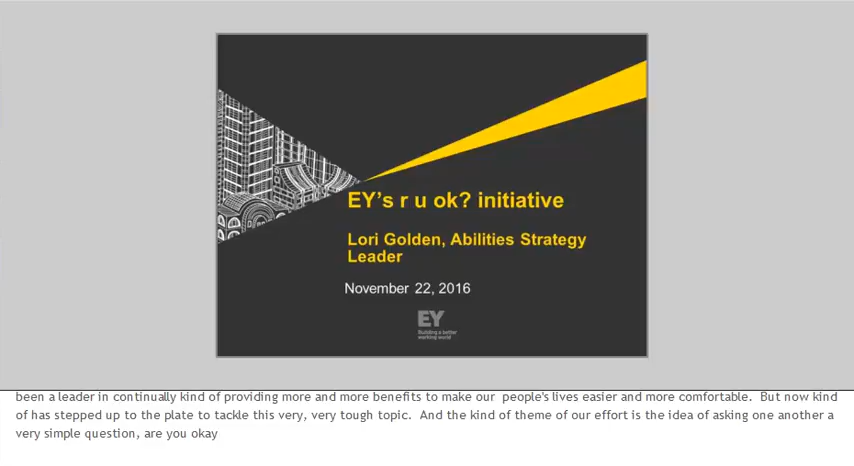 EY's r u ok? initiative
Lori Golden, Abilities Strategy
Leader
November 22, 2016
EY
Building a better
working world
been a leader in continually kind of providing more and more benefits to make our  people's lives easier and more comfortable.  But now kind
of has stepped up to the plate to tackle this very, very tough topic.  And the kind of theme of our effort is the idea of asking one another a
very simple question, are you okay